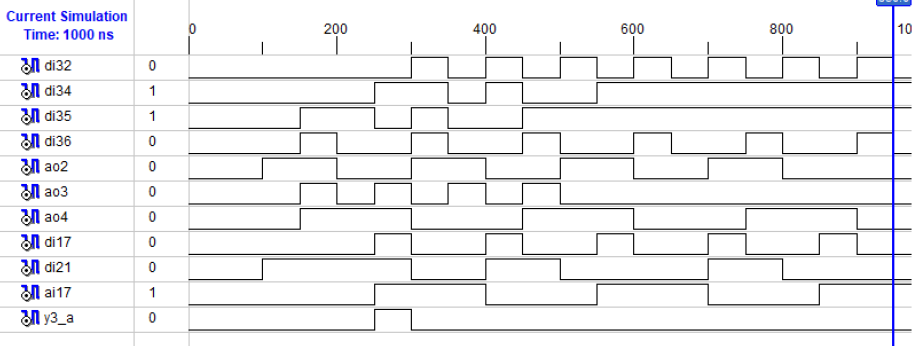 Current Simulation
Time: 1000 ns
0 200 400 600 800 10
di32 0
di34 1
di35 1
di36 0
ao2 0
ao3 0
ao4 0
di17 0
di21 0
ai17 1
y3_a 0